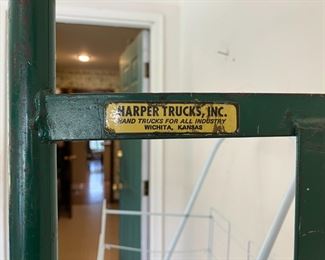 HARPER TRUCKS, INC.
HAND TRUCKS FOR ALL INDUSTRY
WICHITA, KANSAS